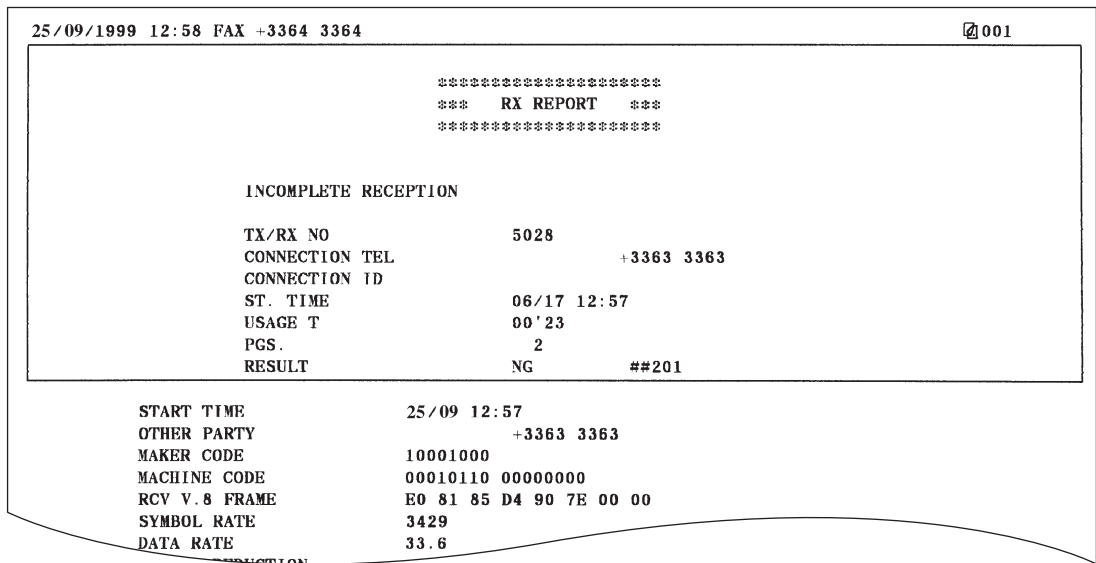 25/09/1999 12:58 FAX +3364 3364 001
*********************
*** RX REPORT ***
*********************
INCOMPLETE RECEPTION
TX/RX NO 5028
CONNECTION TEL +3363 3363
CONNECTION ID
ST. TIME 06/17 12:57
USAGE T 00'23
PGS. 2
RESULT NG ##201
START TIME 25/09 12:57
OTHER PARTY +3363 3363
MAKER CODE 10001000
MACHINE CODE 00010110 00000000
RCV V.8 FRAME E0 81 85 D4 90 7E 00 00
SYMBOL RATE 3429
DATA RATE 33.6